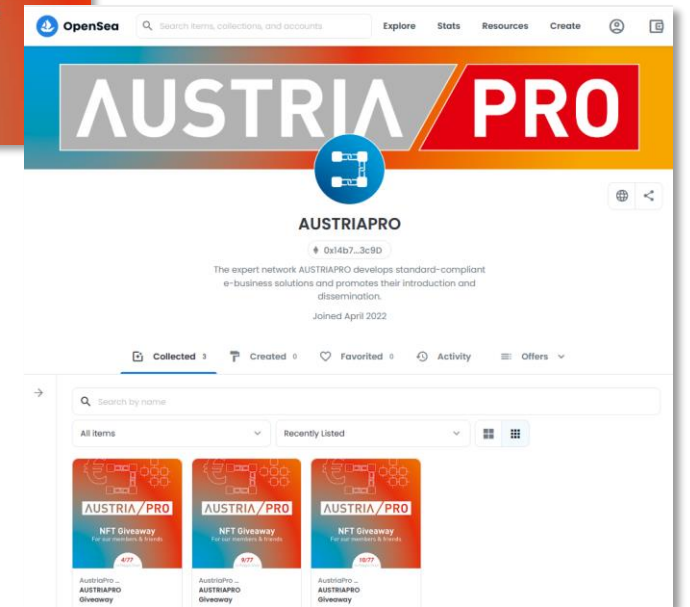 OpenSea
Search items, collections, and accounts
Explore Stats Resources Create
AUSTRIA/PRO
AUSTRIAPRO
0x14b7...3c9D
The expert network AUSTRIAPRO develops standard-compliant
e-business solutions and promotes their introduction and
dissemination.
Joined April 2022
Collected 3 Created 0 Favorited 0 Activity Offers
Search by name
All items Recently Listed
AUSTRIA/PRO AUSTRIA/PRO AUSTRIA/PRO
NFT Giveaway NFT Giveaway NFT Giveaway
For our members & friends For our members & friends For our members & friends
4/77 9/77 10/77
AustriaPro ... AustriaPro ... AustriaPro ...
AUSTRIAPRO AUSTRIAPRO AUSTRIAPRO
Giveaway Giveaway Giveaway